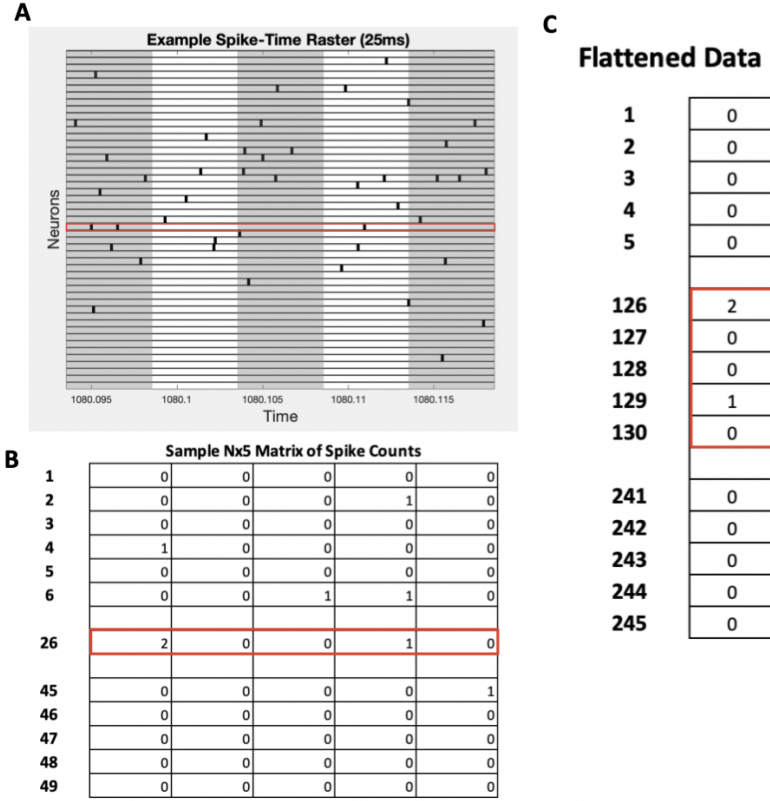 A
Example Spike-Time Raster (25ms)
Neurons
1080.095 1080.1 1080.105 1080.11 1080.115
Time
B
Sample Nx5 Matrix of Spike Counts
1 0 0 0 0 0
2 0 0 0 1 0
3 0 0 0 0 0
4 1 0 0 0 0
5 0 0 0 0 0
6 0 0 1 1 0
26 2 0 0 1 0
45 0 0 0 0 1
46 0 0 0 0 0
47 0 0 0 0 0
48 0 0 0 0 0
49 0 0 0 0 0
C
Flattened Data
1 0
2 0
3 0
4 0
5 0
126 2
127 0
128 0
129 1
130 0
241 0
242 0
243 0
244 0
245 0